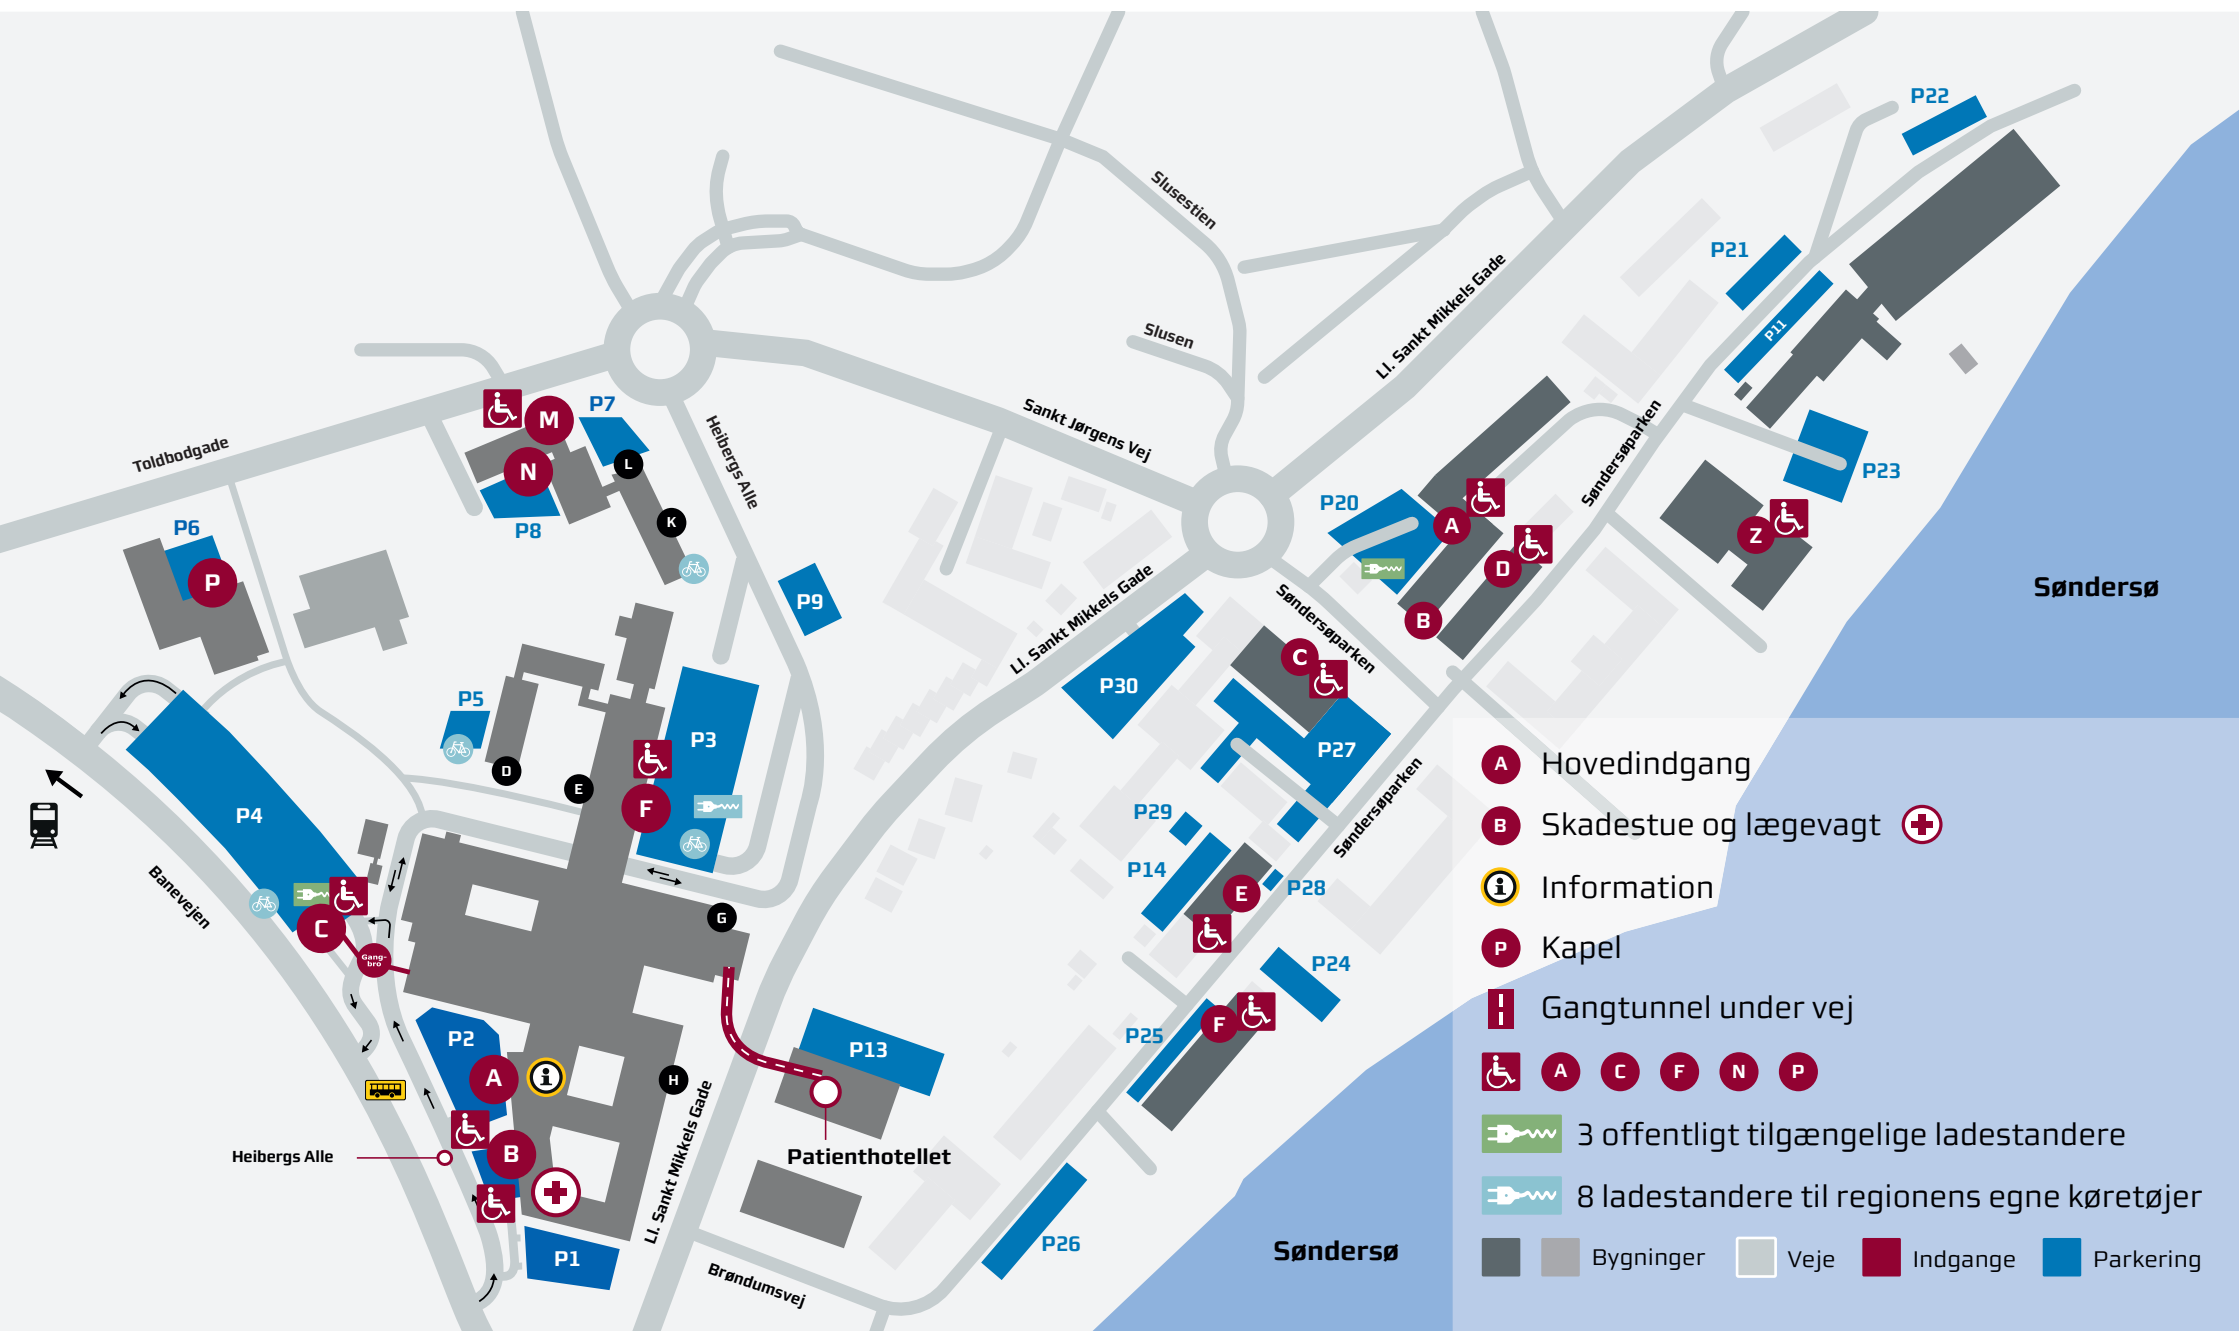 P22
Slusestien
P21
Ll. Sankt Mikkels Gade
P11
Slusen
M
P7
Sankt Jørgens Vej
Heibergs Alle
Toldbodgade
N
L
Søndersøparken
P23
P8
K
P20
A
Z
P6
P
P9
D
Søndersø
Ll. Sankt Mikkels Gade
B
Søndersøparken
C
P30
P5
P3
P27
D
E
F
P4
P29
Søndersøparken
P14
P28
E
Banevejen
C
G
Gang-
bro
P24
P25
F
P2
A
P13
H
B
Heibergs Alle
Patienthotellet
Ll. Sankt Mikkels Gade
P1
P26
Brøndumsvej
Søndersø
A Hovedindgang
B Skadestue og lægevagt
Information
P Kapel
Gangtunnel under vej
A C F N P
3 offentligt tilgængelige ladestandere
8 ladestandere til regionens egne køretøjer
Bygninger Veje Indgange Parkering